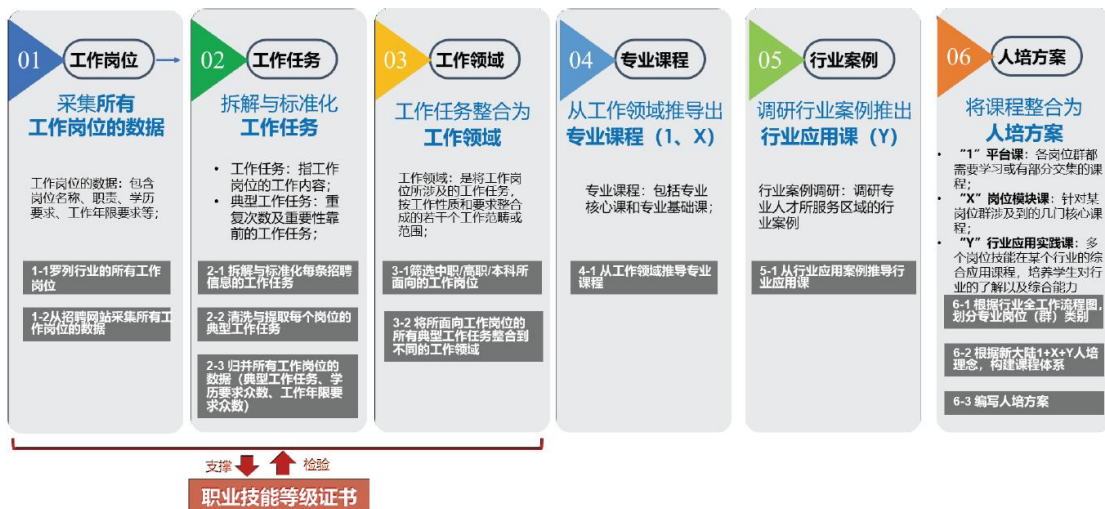 01 工作岗位
采集所有
工作岗位的数据
工作岗位的数据：包含
岗位名称、职责、学历
要求、工作年限要求等；
1-1罗列行业的所有工作
岗位
1-2从招聘网站采集所有工
作岗位的数据
02 工作任务
拆解与标准化
工作任务
• 工作任务：指工作
岗位的工作内容；
• 典型工作任务：重
复次数及重要性靠
前的工作任务；
2-1 拆解与标准化每条招聘
信息的工作任务
2-2 清洗与提取每个岗位的
典型工作任务
2-3 归并所有工作岗位的
数据（典型工作任务、学
历要求众数、工作年限要
求众数）
03 工作领域
工作任务整合为
工作领域
工作领域：是将工作岗
位所涉及的工作任务，
按工作性质和要求整合
成的若干个工作范畴或
范围；
3-1筛选中职/高职/本科所
面向的工作岗位
3-2 将所面向工作岗位的
所有典型工作任务整合到
不同的工作领域
04 专业课程
从工作领域推导出
专业课程（1、X）
专业课程：包括专业
核心课和专业基础课；
4-1 从工作领域推导专业
课程
05 行业案例
调研行业案例推出
行业应用课（Y）
行业案例调研：调研专
业人才所服务区域的行
业案例
5-1 从行业应用案例推导行
业应用课
06 人培方案
将课程整合为
人培方案
• “1”平台课：各岗位群都
需要学习或有部分交集的课
程；
• “X”岗位模块课：针对某
岗位群涉及到的几门核心课
程；
• “Y”行业应用实践课：多
个岗位技能在某个行业的综
合应用课程，培养学生对行
业的了解以及综合能力
6-1 根据行业全工作流程图，
划分专业岗位（群）类别
6-2 根据新大陆1+X+Y人培
理念，构建课程体系
6-3 编写人培方案
支撑 检验
职业技能等级证书